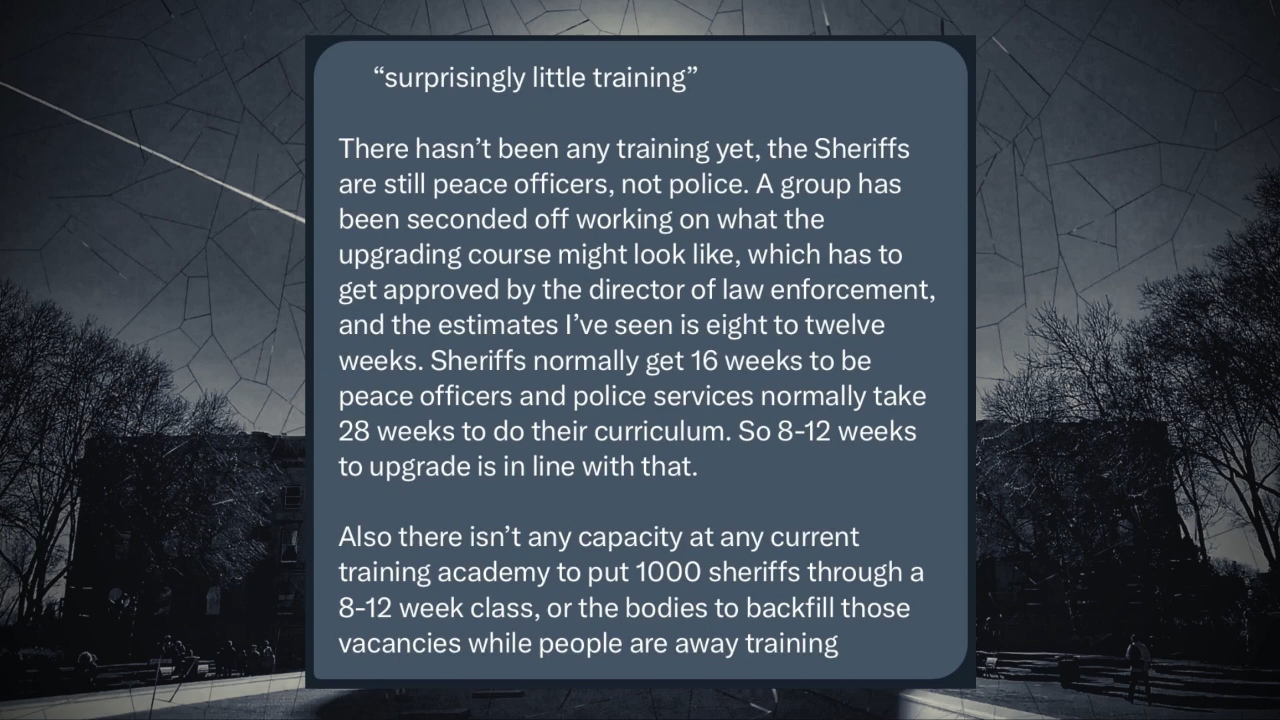 “surprisingly little training”
There hasn’t been any training yet, the Sheriffs
are still peace officers, not police. A group has
been seconded off working on what the
upgrading course might look like, which has to
get approved by the director of law enforcement,
and the estimates I’ve seen is eight to twelve
weeks. Sheriffs normally get 16 weeks to be
peace officers and police services normally take
28 weeks to do their curriculum. So 8-12 weeks
to upgrade is in line with that.
Also there isn’t any capacity at any current
training academy to put 1000 sheriffs through a
8-12 week class, or the bodies to backfill those
vacancies while people are away training